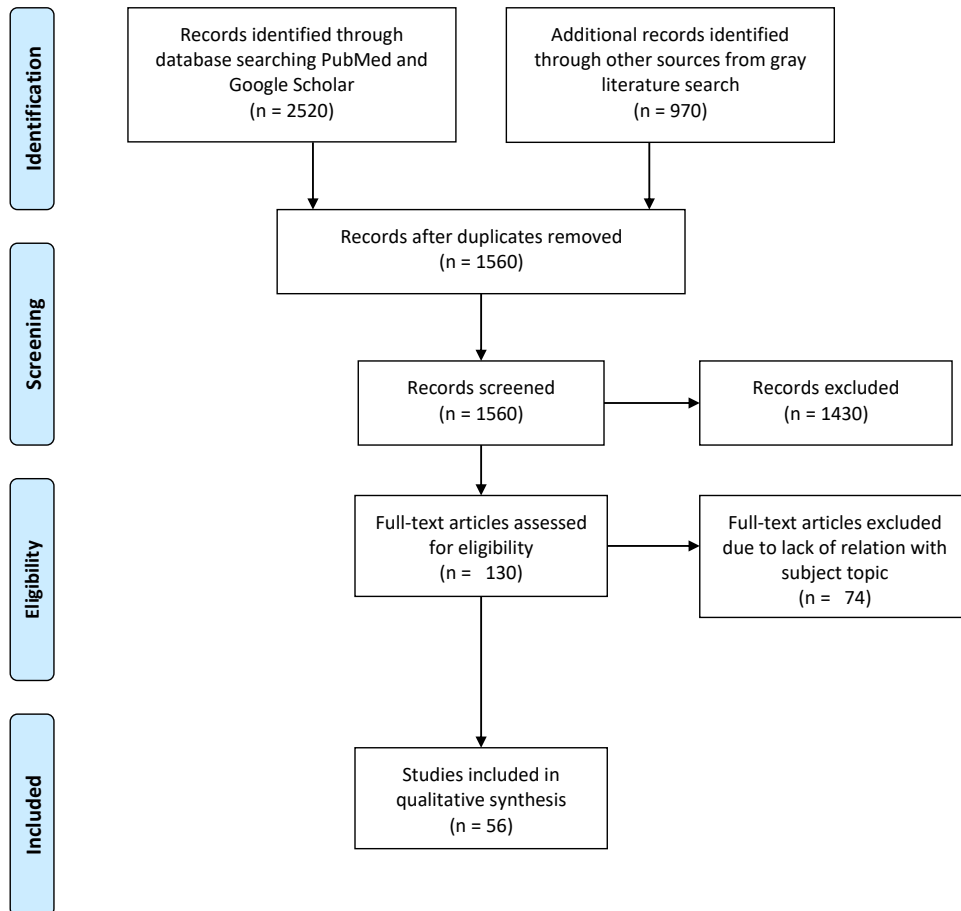 Identification
Records identified through
database searching PubMed and
Google Scholar
(n = 2520)
Additional records identified
through other sources from gray
literature search
(n = 970)
Records after duplicates removed
(n = 1560)
Screening
Records screened
(n = 1560)
Records excluded
(n = 1430)
Eligibility
Full-text articles assessed
for eligibility
(n =   130)
Full-text articles excluded
due to lack of relation with
subject topic
(n =   74)
Included
Studies included in
qualitative synthesis
(n = 56)